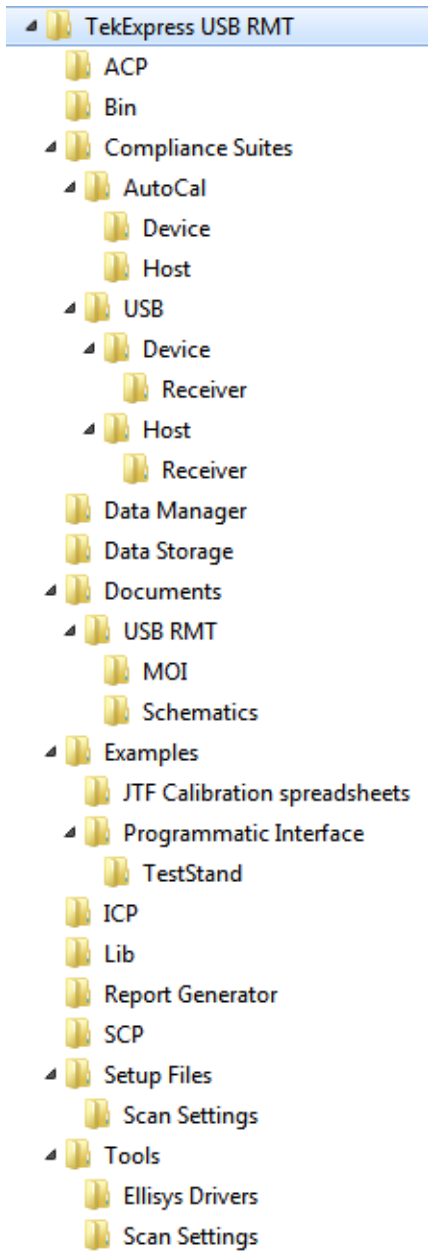 TekExpress USB RMT
ACP
Bin
Compliance Suites
AutoCal
Device
Host
USB
Device
Receiver
Host
Receiver
Data Manager
Data Storage
Documents
USB RMT
MOI
Schematics
Examples
JTF Calibration spreadsheets
Programmatic Interface
TestStand
ICP
Lib
Report Generator
SCP
Setup Files
Scan Settings
Tools
Ellisys Drivers
Scan Settings